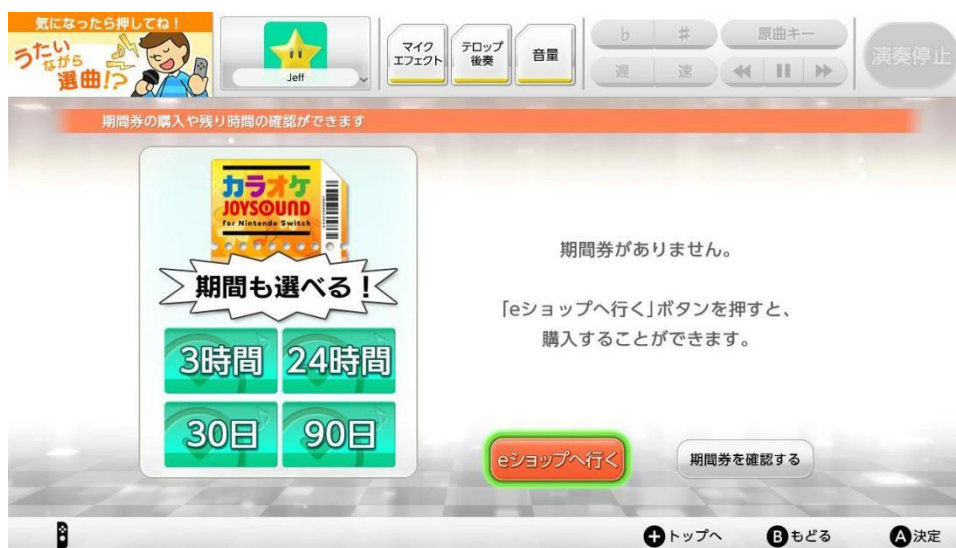 気になったら押してね！
うたい
ながら
選曲!?
Jeff
マイク
エフェクト
テロップ
後奏
音量
♭
♯
原曲キー
遅
速
演奏停止
期間券の購入や残り時間の確認ができます
カラオケ
JOYSOUND
for Nintendo Switch
期間も選べる！
3時間
24時間
30日
90日
期間券がありません。
「eショップへ行く」ボタンを押すと、
購入することができます。
eショップへ行く
期間券を確認する
+トップへ
Bもどる
A決定